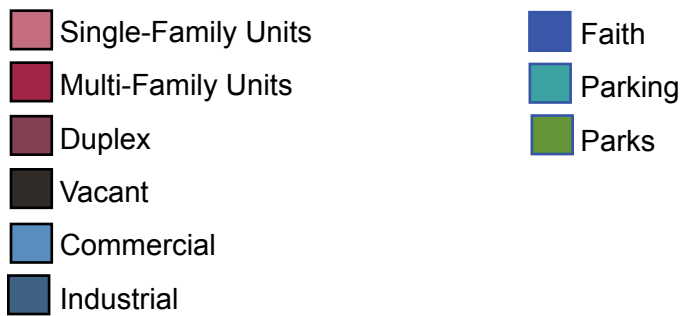 Single-Family Units
Multi-Family Units
Duplex
Vacant
Commercial
Industrial
Faith
Parking
Parks